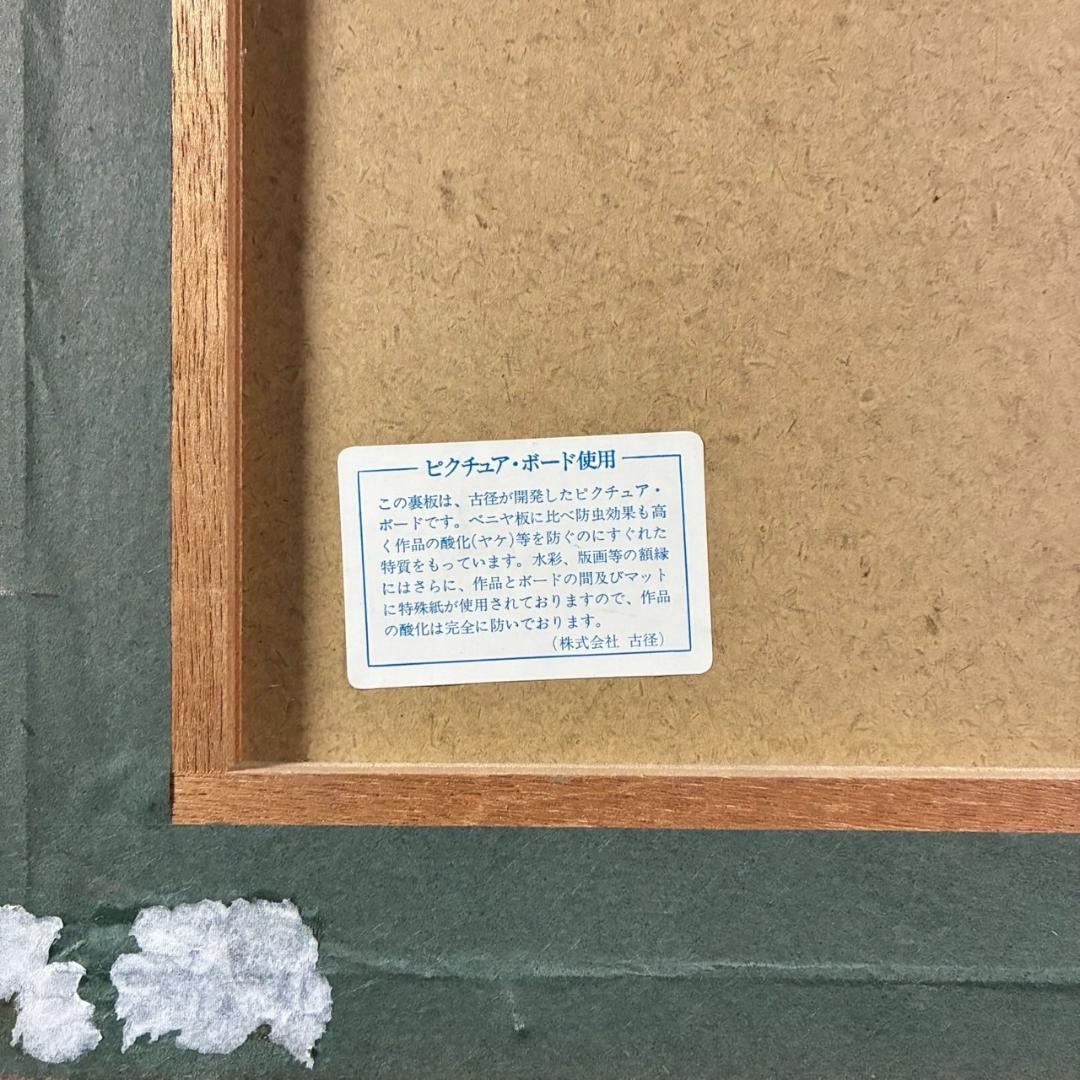 ピクチュア・ボード使用
この裏板は、古径が開発したピクチュア・
ボードです。ベニヤ板に比べ防虫効果も高
く作品の酸化(ヤケ)等を防ぐのにすぐれた
特質をもっています。水彩、版画等の額縁
にはさらに、作品とボードの間及びマット
に特殊紙が使用されておりますので、作品
の酸化は完全に防いでおります。
(株式会社 古径)